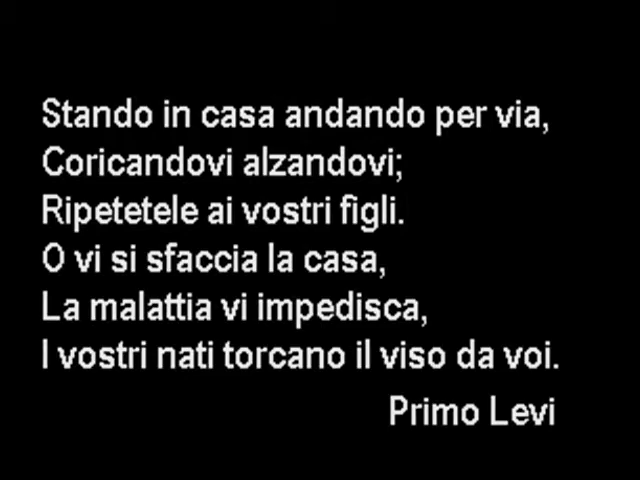 Stando in casa andando per via,
Coricandovi alzandovi;
Ripetetele ai vostri figli.
O vi si sfaccia la casa,
La malattia vi impedisca,
I vostri nati torcano il viso da voi.
Primo Levi